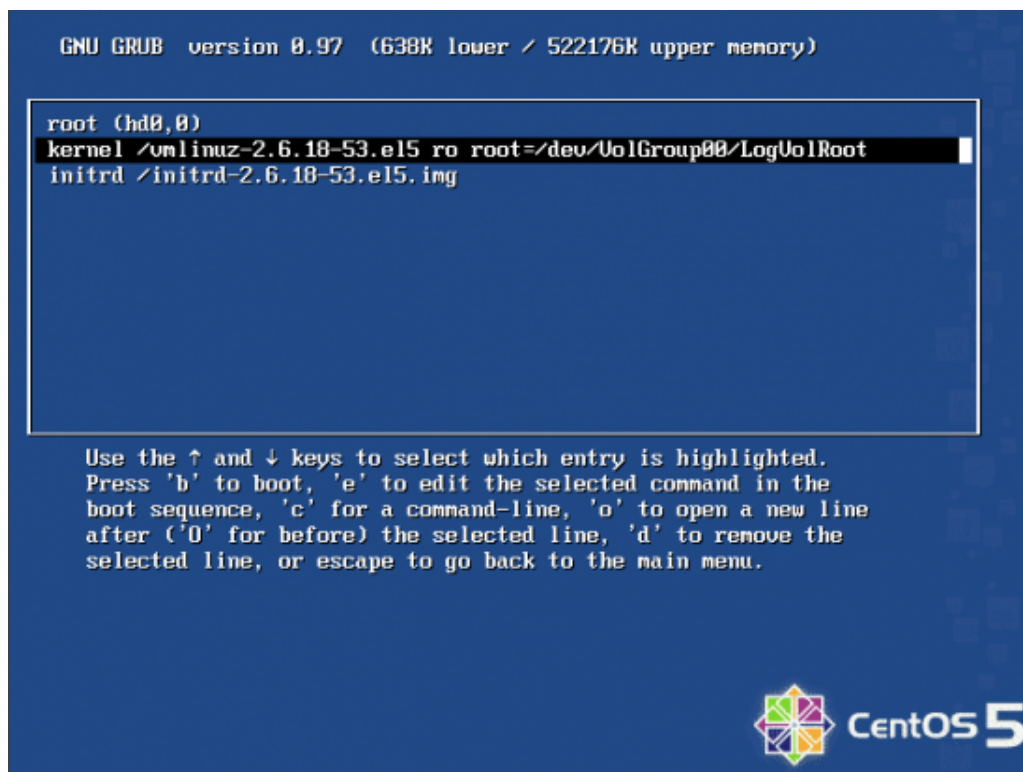 GNU GRUB version 0.97 (638K lower / 522176K upper memory)
root (hd0,0)
kernel /vmlinuz-2.6.18-53.el5 ro root=/dev/VolGroup00/LogVolRoot
initrd /initrd-2.6.18-53.el5.img
Use the ↑ and ↓ keys to select which entry is highlighted.
Press 'b' to boot, 'e' to edit the selected command in the
boot sequence, 'c' for a command-line, 'o' to open a new line
after ('O' for before) the selected line, 'd' to remove the
selected line, or escape to go back to the main menu.
CentOS 5